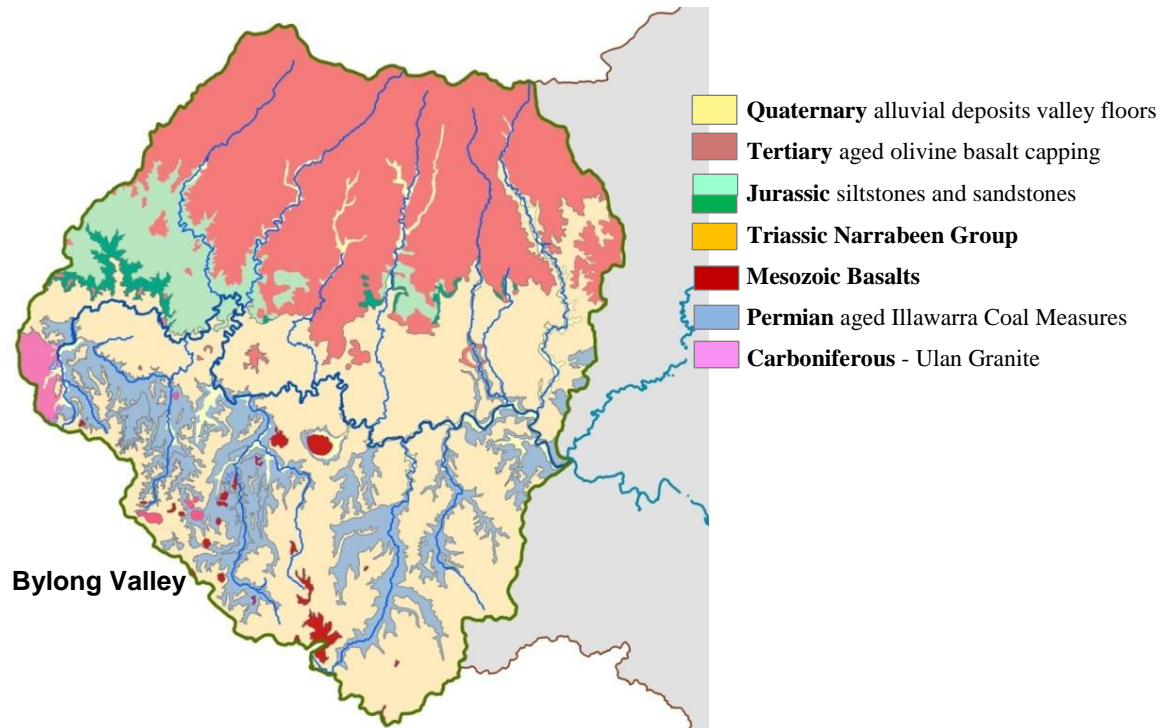 Quaternary alluvial deposits valley floors
Tertiary aged olivine basalt capping
Jurassic siltstones and sandstones
Triassic Narrabeen Group
Mesozoic Basalts
Permian aged Illawarra Coal Measures
Carboniferous - Ulan Granite
Bylong Valley